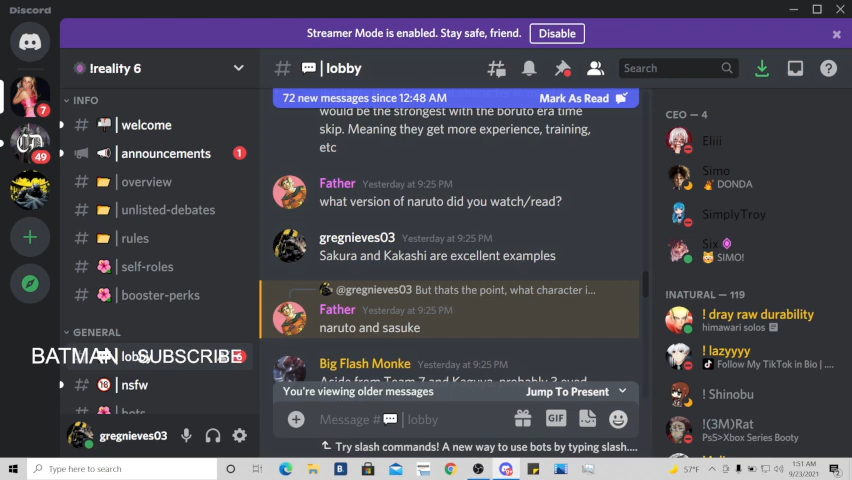 Discord
Streamer Mode is enabled. Stay safe, friend.
Disable
Ireality 6
# | lobby
Search
7
49
72 new messages since 12:48 AM
Mark As Read
INFO
# | welcome
| announcements
1
# | overview
# | unlisted-debates
# | rules
# | self-roles
# | booster-perks
GENERAL
BATMAN SUBSCRIBE
# | nsfw
# | bots
gregnieves03
would be the strongest with the boruto era time
skip. Meaning they get more experience, training,
etc
Father Yesterday at 9:25 PM
what version of naruto did you watch/read?
gregnieves03 Yesterday at 9:25 PM
Sakura and Kakashi are excellent examples
@gregnieves03 But thats the point, what character i...
Father Yesterday at 9:25 PM
naruto and sasuke
Big Flash Monke Yesterday at 9:25 PM
Aside from Team 7 and Kaguya, probably 3 eyed
You're viewing older messages
Jump To Present
Message # | lobby
GIF
Try slash commands! A new way to use bots by typing slash....
CEO — 4
Eliii
Simo
DONDA
SimplyTroy
Six
SIMO!
!NATURAL — 119
! dray raw durability
himawari solos
! lazyyyy
Follow My TikTok in Bio | ....
! Shinobu
!(3M)Rat
Ps5>Xbox Series Booty
Type here to search
57°F
1:51 AM
9/23/2021
2